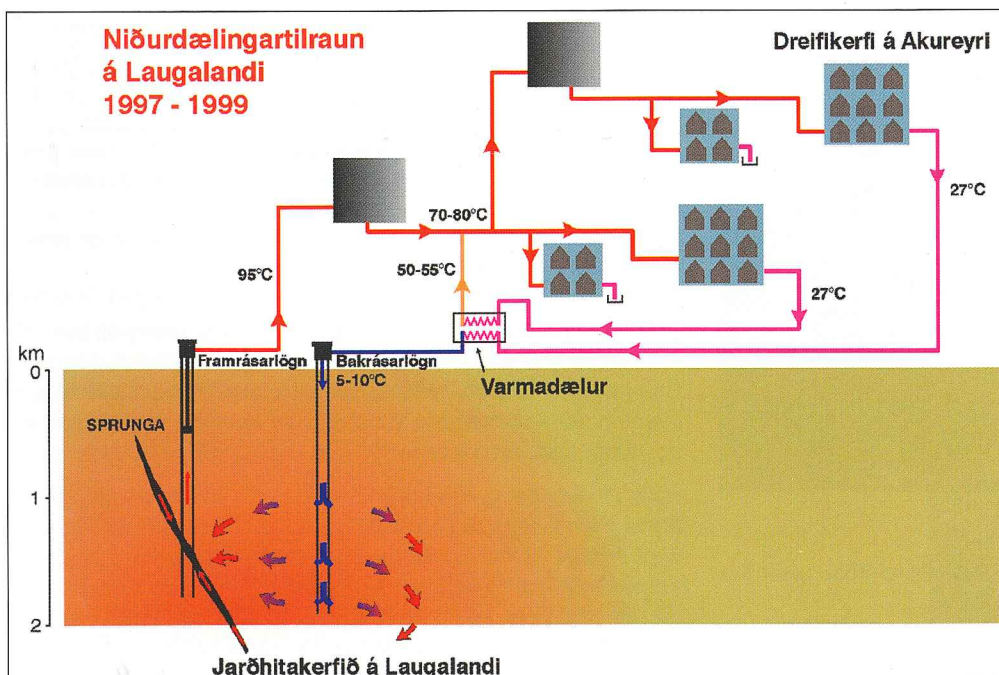 Niðurdælingartilraun
á Laugalandi
1997 - 1999
Dreifikerfi á Akureyri
27°C
70-80°C
95°C
50-55°C
27°C
km
Framrásarlögn
Bakrásarlögn
5-10°C
Varmadælur
0
SPRUNGA
1
2
Jarðhitakerfið á Laugalandi